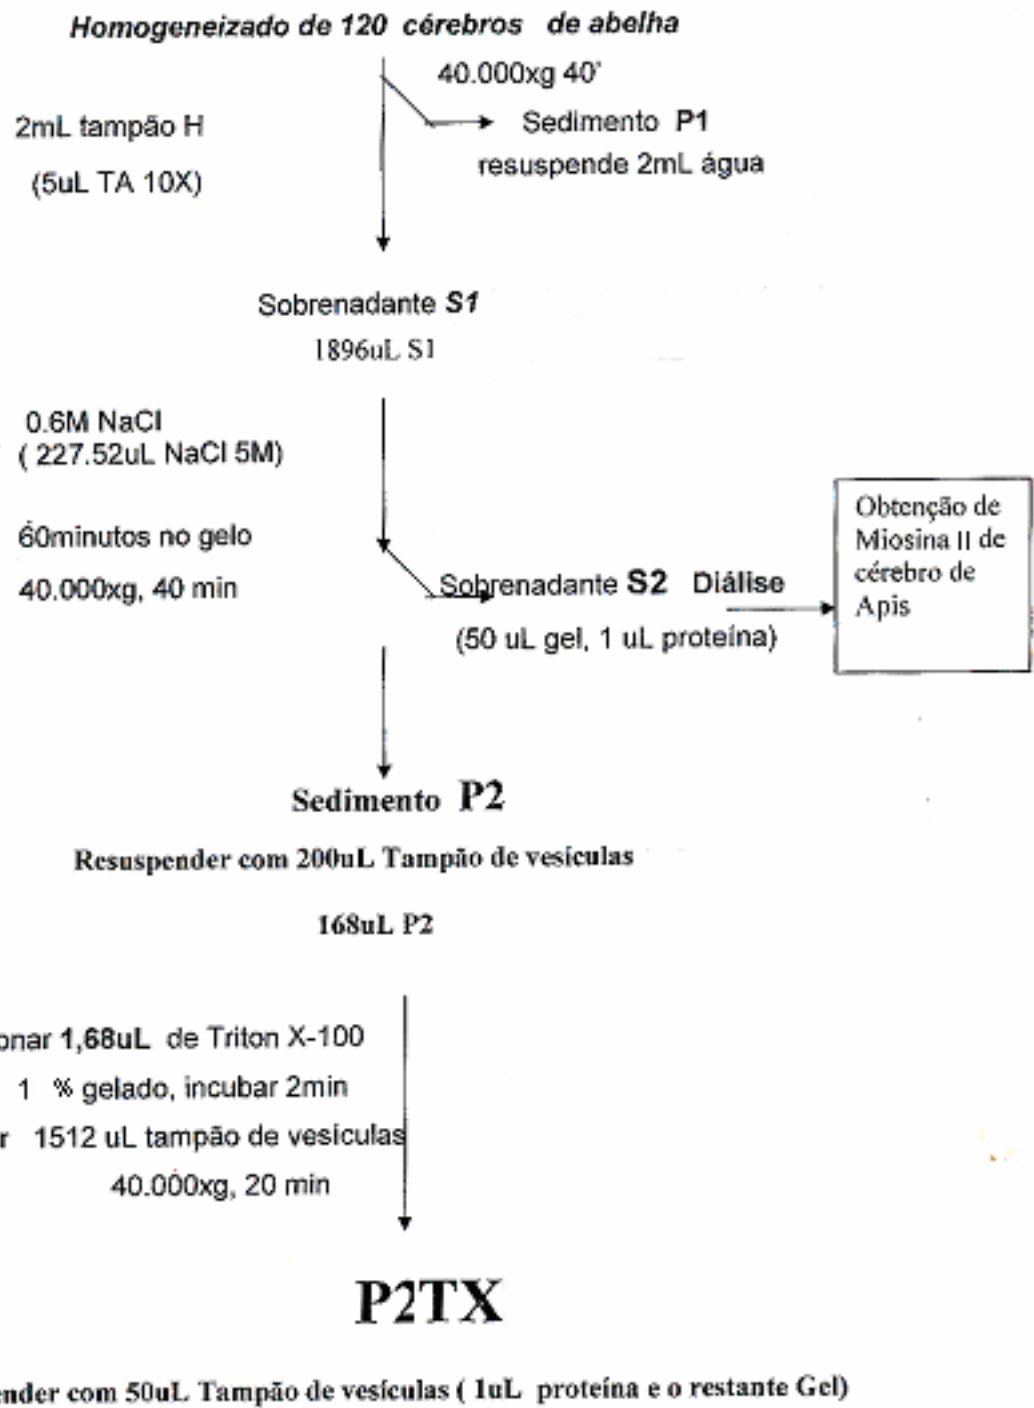 Homogeneizado de 120 cérebros de abelha
40.000xg 40'
2mL tampão H
(5uL TA 10X)
Sedimento P1
resuspende 2mL água
Sobrenadante S1
1896uL S1
0.6M NaCl
( 227.52uL NaCl 5M)
60minutos no gelo
40.000xg, 40 min
Sobrenadante S2 Diálise
(50 uL gel, 1 uL proteína)
Obtenção de
Miosina II de
cérebro de
Apis
Sedimento P2
Resuspender com 200uL Tampão de vesículas
168uL P2
onar 1,68uL de Triton X-100
1 % gelado, incubar 2min
r 1512 uL tampão de vesículas
40.000xg, 20 min
P2TX
ender com 50uL Tampão de vesículas ( 1uL proteína e o restante Gel)